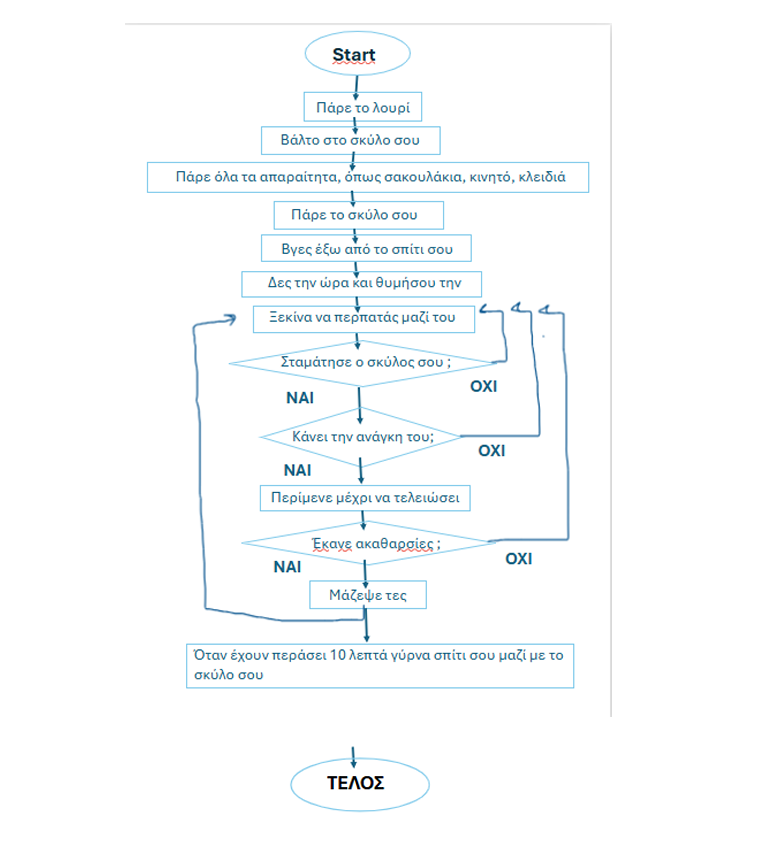 Start
Πάρε το λουρί
Βάλτο στο σκύλο σου
Πάρε όλα τα απαραίτητα, όπως σακουλάκια, κινητό, κλειδιά
Πάρε το σκύλο σου
Βγες έξω από το σπίτι σου
Δες την ώρα και θυμήσου την
Ξεκίνα να περπατάς μαζί του
Σταμάτησε ο σκύλος σου ;
ΟΧΙ
ΝΑΙ
Κάνει την ανάγκη του;
ΟΧΙ
ΝΑΙ
Περίμενε μέχρι να τελειώσει
Έκανε ακαθαρσίες ;
ΟΧΙ
ΝΑΙ
Μάζεψε τες
Όταν έχουν περάσει 10 λεπτά γύρνα σπίτι σου μαζί με το
σκύλο σου
ΤΕΛΟΣ